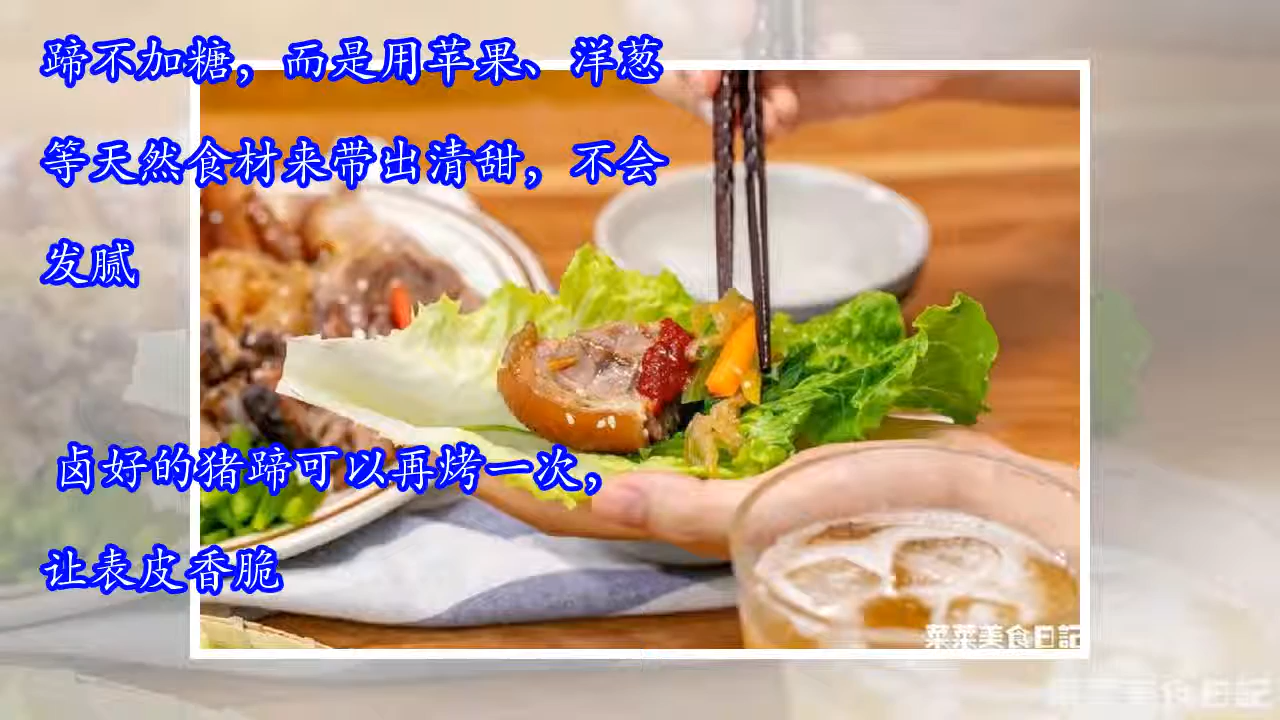 蹄不加糖，而是用苹果、洋葱
等天然食材来带出清甜，不会
发腻
卤好的猪蹄可以再烤一次，
让表皮香脆
菜菜美食日記